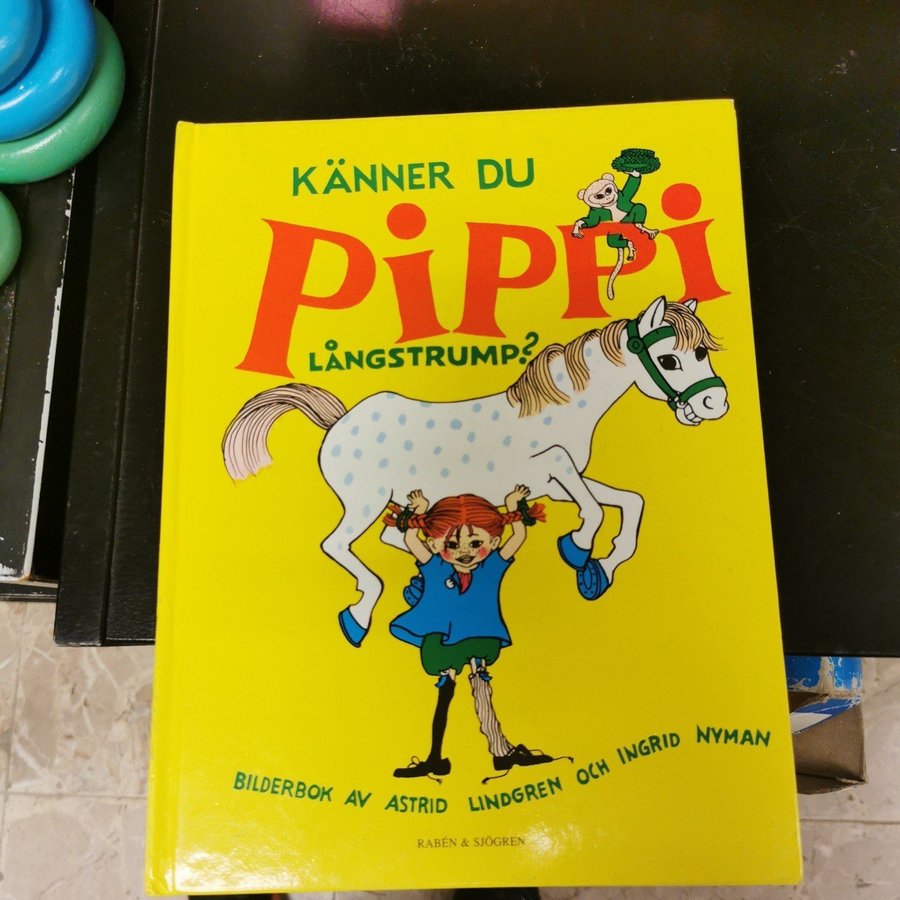 KÄNNER DU
PiPPi
LÅNGSTRUMP?
BILDERBOK AV ASTRID LINDGREN OCH INGRID NYMAN
RABÉN & SJÖGREN